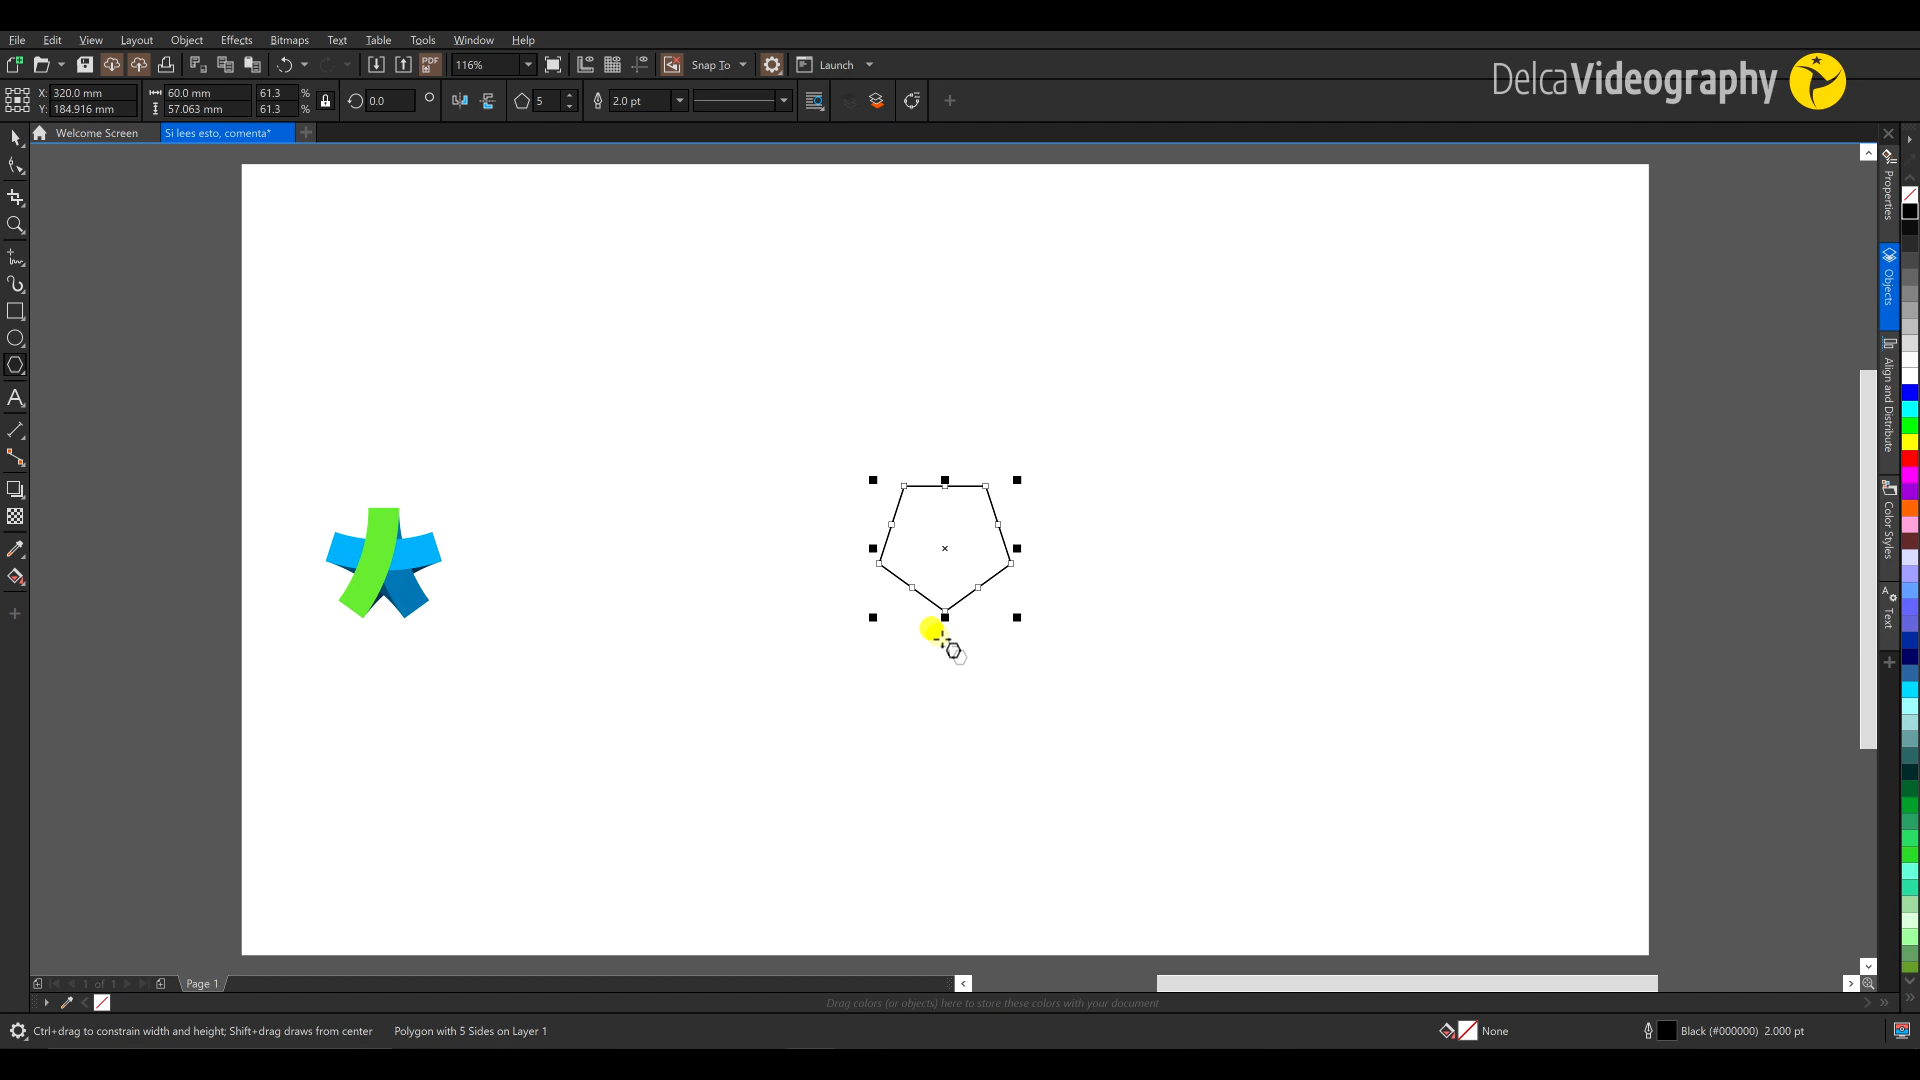 File Edit View Layout Object Effects Bitmaps Text Table Tools Window Help
PDF 116% Snap To Launch
DelcaVideography
X: 320.0 mm 60.0 mm 61.3 % 0.0 5 2.0 pt
Y: 184.916 mm 57.063 mm 61.3 %
Welcome Screen Si lees esto, comenta*
Properties
Objects
Align and Distribute
Color Styles
Text
1 of 1 Page 1
Drag colors (or objects) here to store these colors with your document
Ctrl+drag to constrain width and height; Shift+drag draws from center Polygon with 5 Sides on Layer 1 None Black (#000000) 2.000 pt